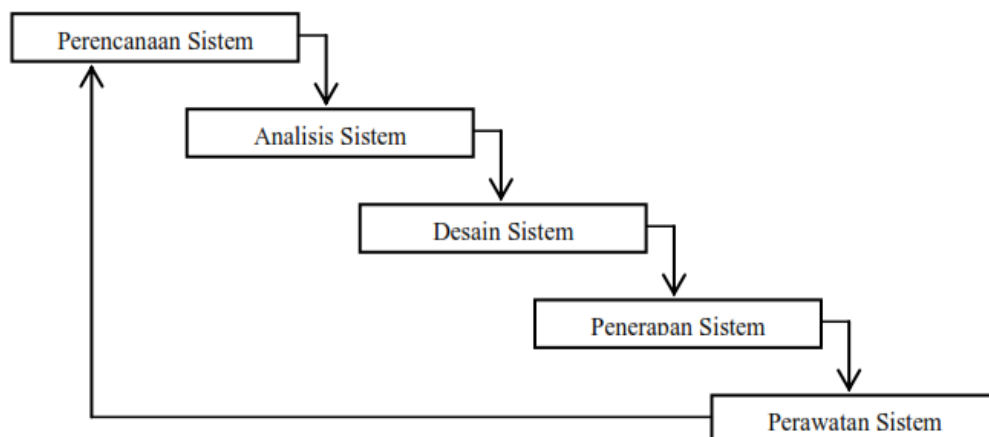 Perencanaan Sistem
Analisis Sistem
Desain Sistem
Penerapan Sistem
Perawatan Sistem